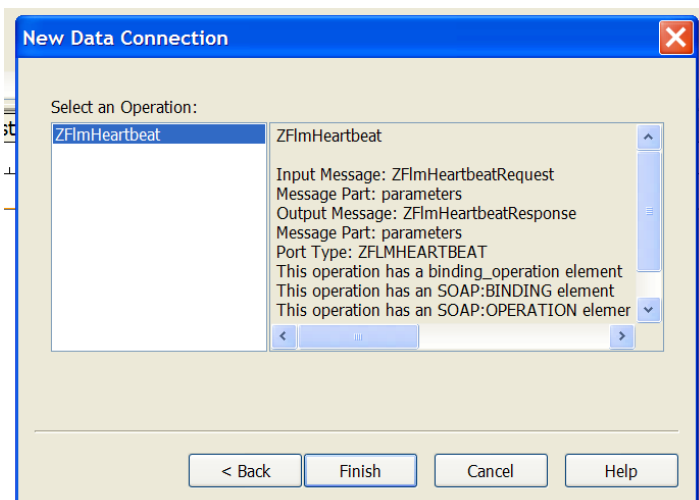 New Data Connection
Select an Operation:
st
ZFlmHeartbeat
ZFlmHeartbeat
Input Message: ZFlmHeartbeatRequest
Message Part: parameters
Output Message: ZFlmHeartbeatResponse
Message Part: parameters
Port Type: ZFLMHEARTBEAT
This operation has a binding_operation element
This operation has an SOAP:BINDING element
This operation has an SOAP:OPERATION elemer
< Back
Finish
Cancel
Help